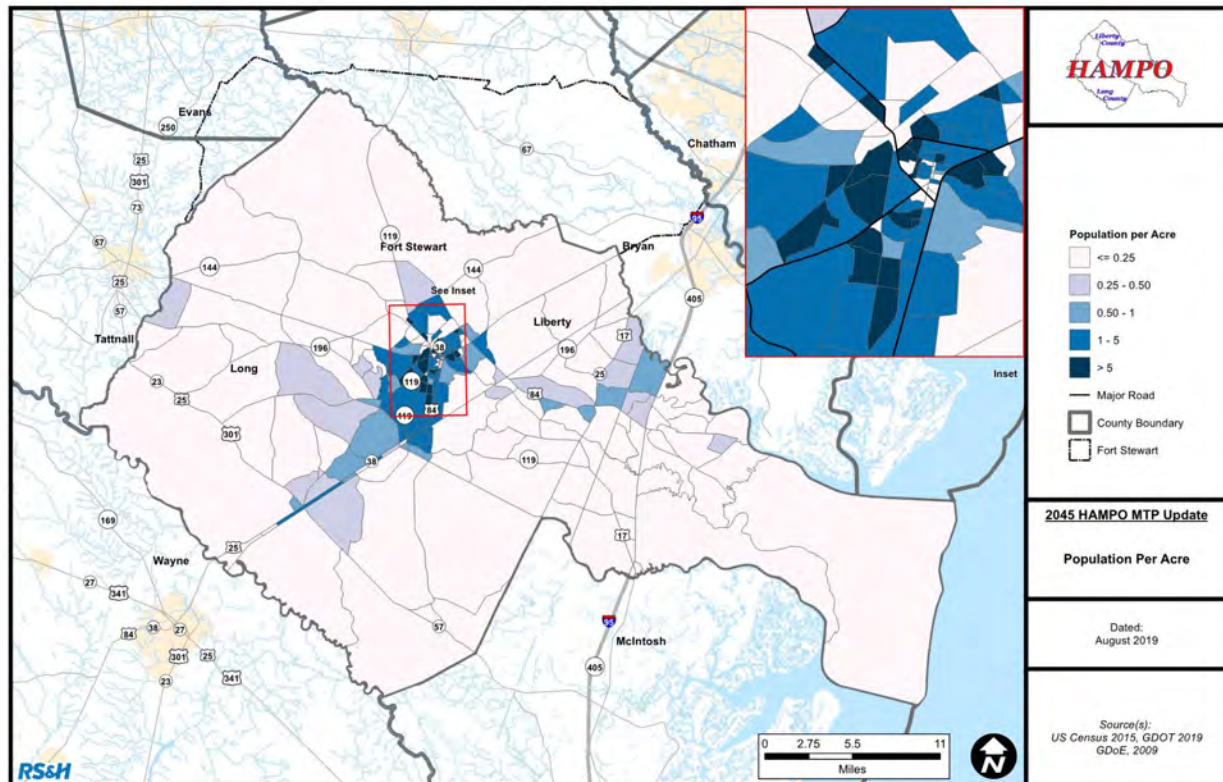 Evans
250
25
301
73
57
25
57
Tattnall
144
119
Fort Stewart
144
67
Chatham
95
Bryan
405
See Inset
Liberty
17
38
196
196
25
Long
23
25
301
119
84
84
119
38
119
17
169
25
Wayne
27
341
84
38
27
301
25
23
341
57
95
McIntosh
405
Inset
0 2.75 5.5 11
Miles
N
RS&H
Liberty
County
HAMPO
Long
County
Population per Acre
<= 0.25
0.25 - 0.50
0.50 - 1
1 - 5
> 5
Major Road
County Boundary
Fort Stewart
2045 HAMPO MTP Update
Population Per Acre
Dated:
August 2019
Source(s):
US Census 2015, GDOT 2019
GDoE, 2009